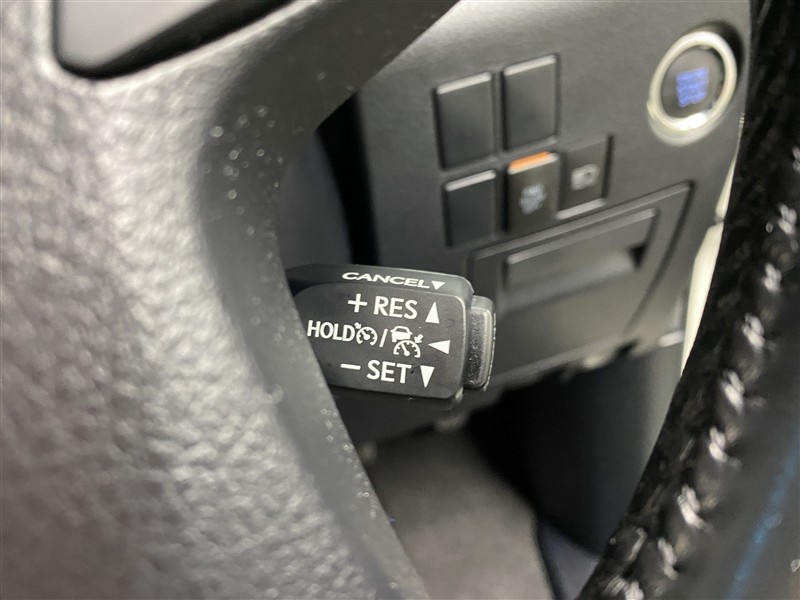 CANCEL▼
+ RES ▲
HOLD / ◀
− SET ▼